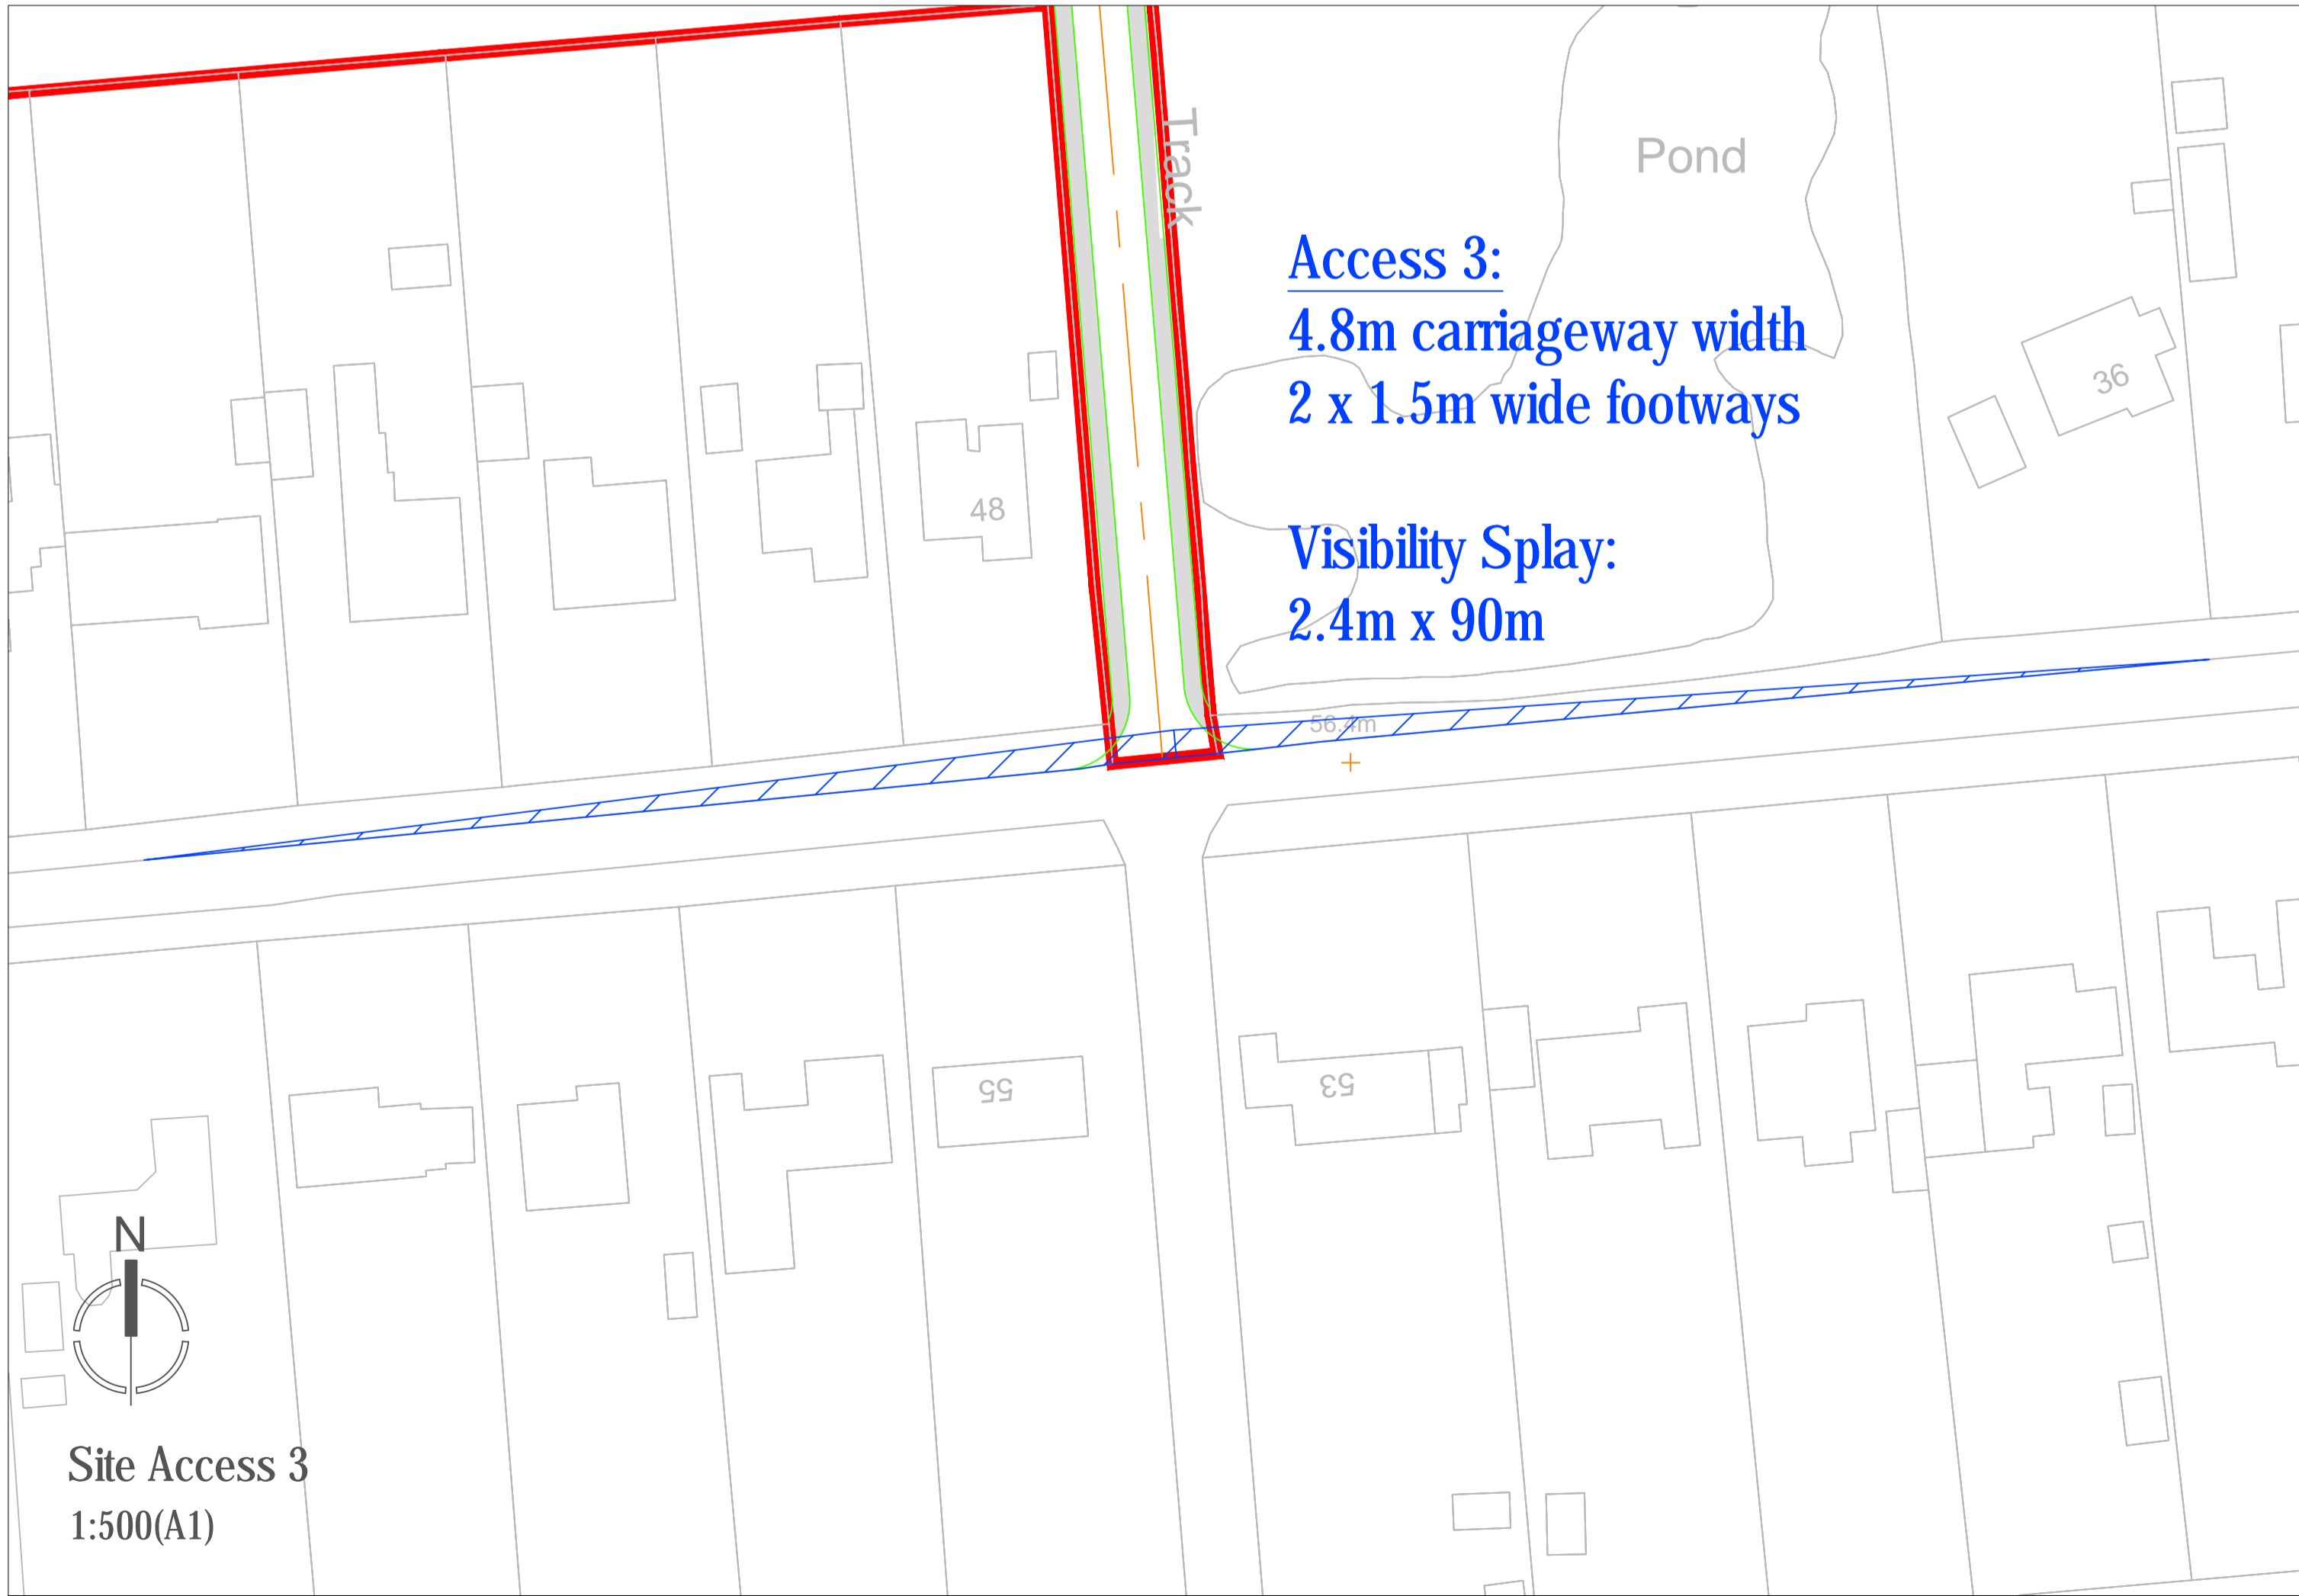 Track
Pond
Access 3:
4.8m carriageway width
2 x 1.5m wide footways
36
48
Visibility Splay:
2.4m x 90m
56.4m
55
53
N
Site Access 3
1:500(A1)